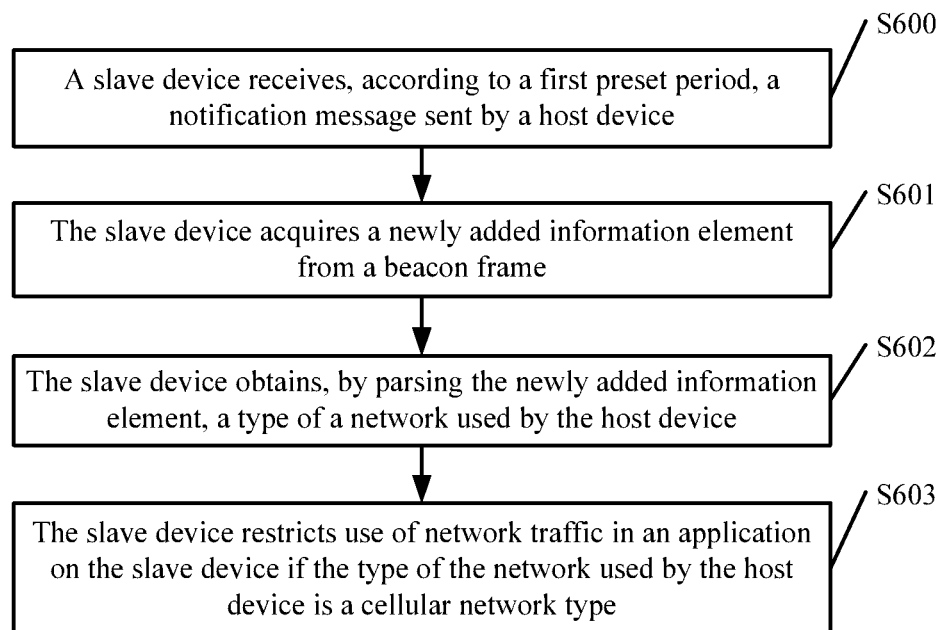 S600
A slave device receives, according to a first preset period, a
notification message sent by a host device
S601
The slave device acquires a newly added information element
from a beacon frame
S602
The slave device obtains, by parsing the newly added information
element, a type of a network used by the host device
S603
The slave device restricts use of network traffic in an application
on the slave device if the type of the network used by the host
device is a cellular network type